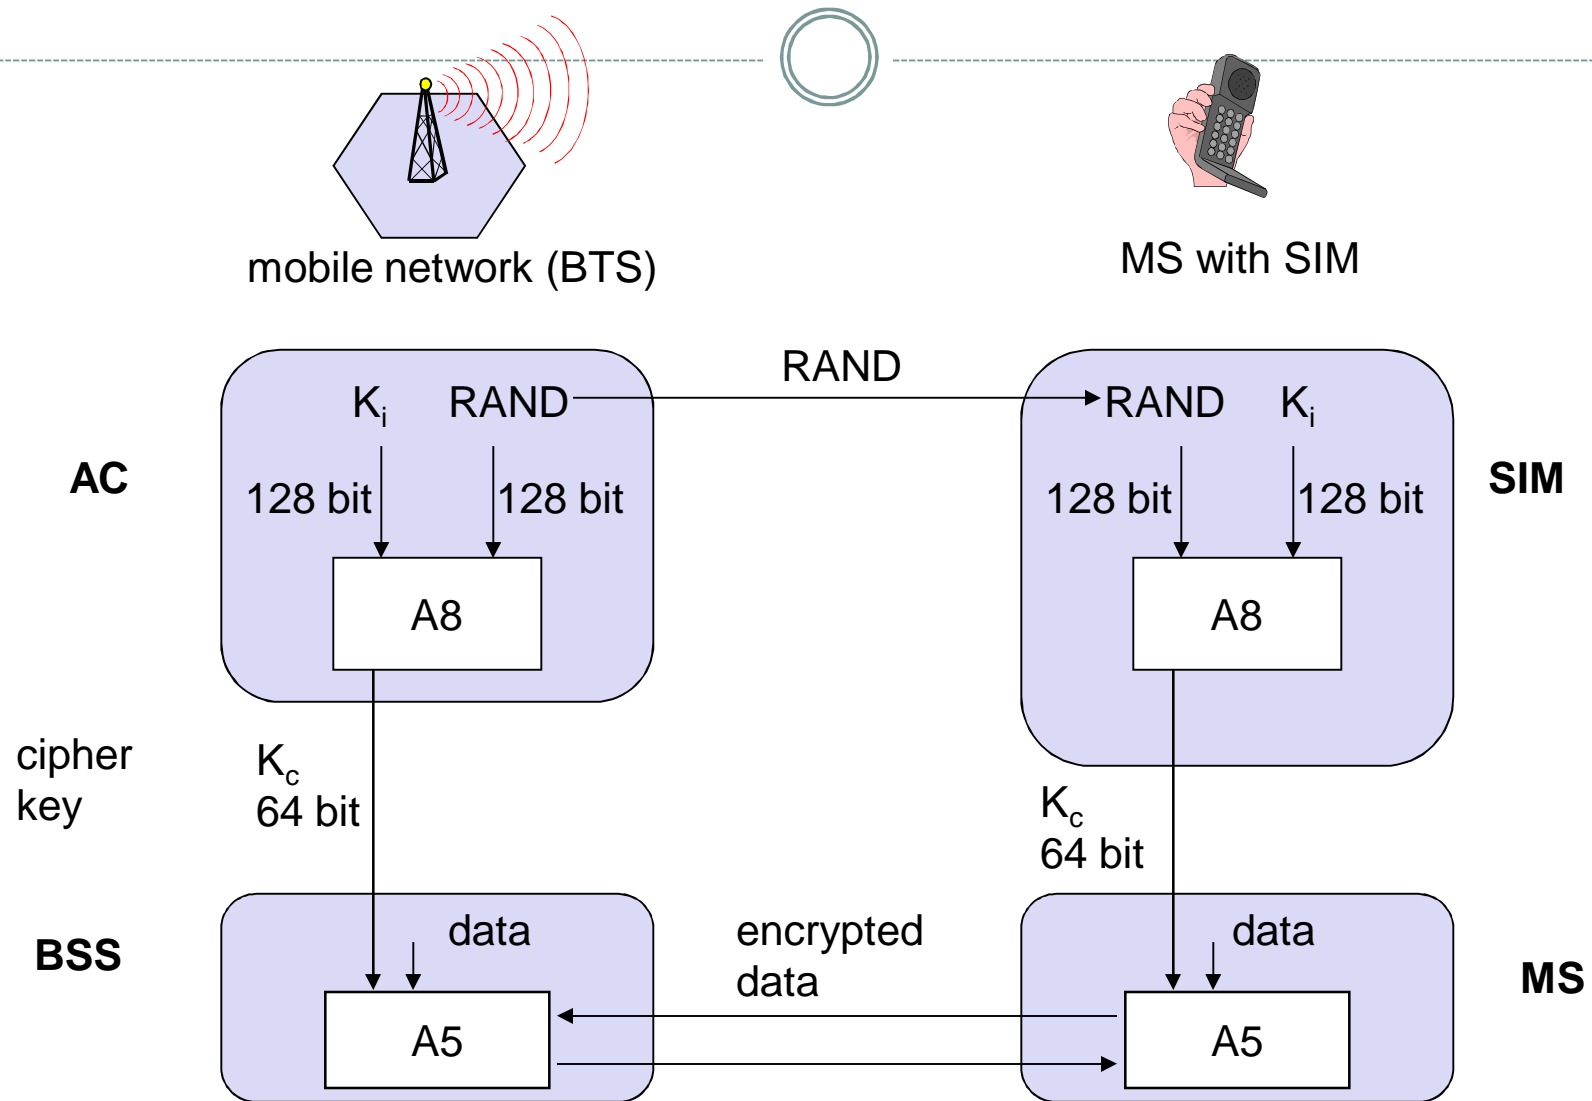 mobile network (BTS)
MS with SIM
RAND
Ki RAND
RAND Ki
AC
128 bit 128 bit
128 bit 128 bit
SIM
A8
A8
cipher
key
Kc
64 bit
Kc
64 bit
BSS
data
encrypted
data
data
MS
A5
A5